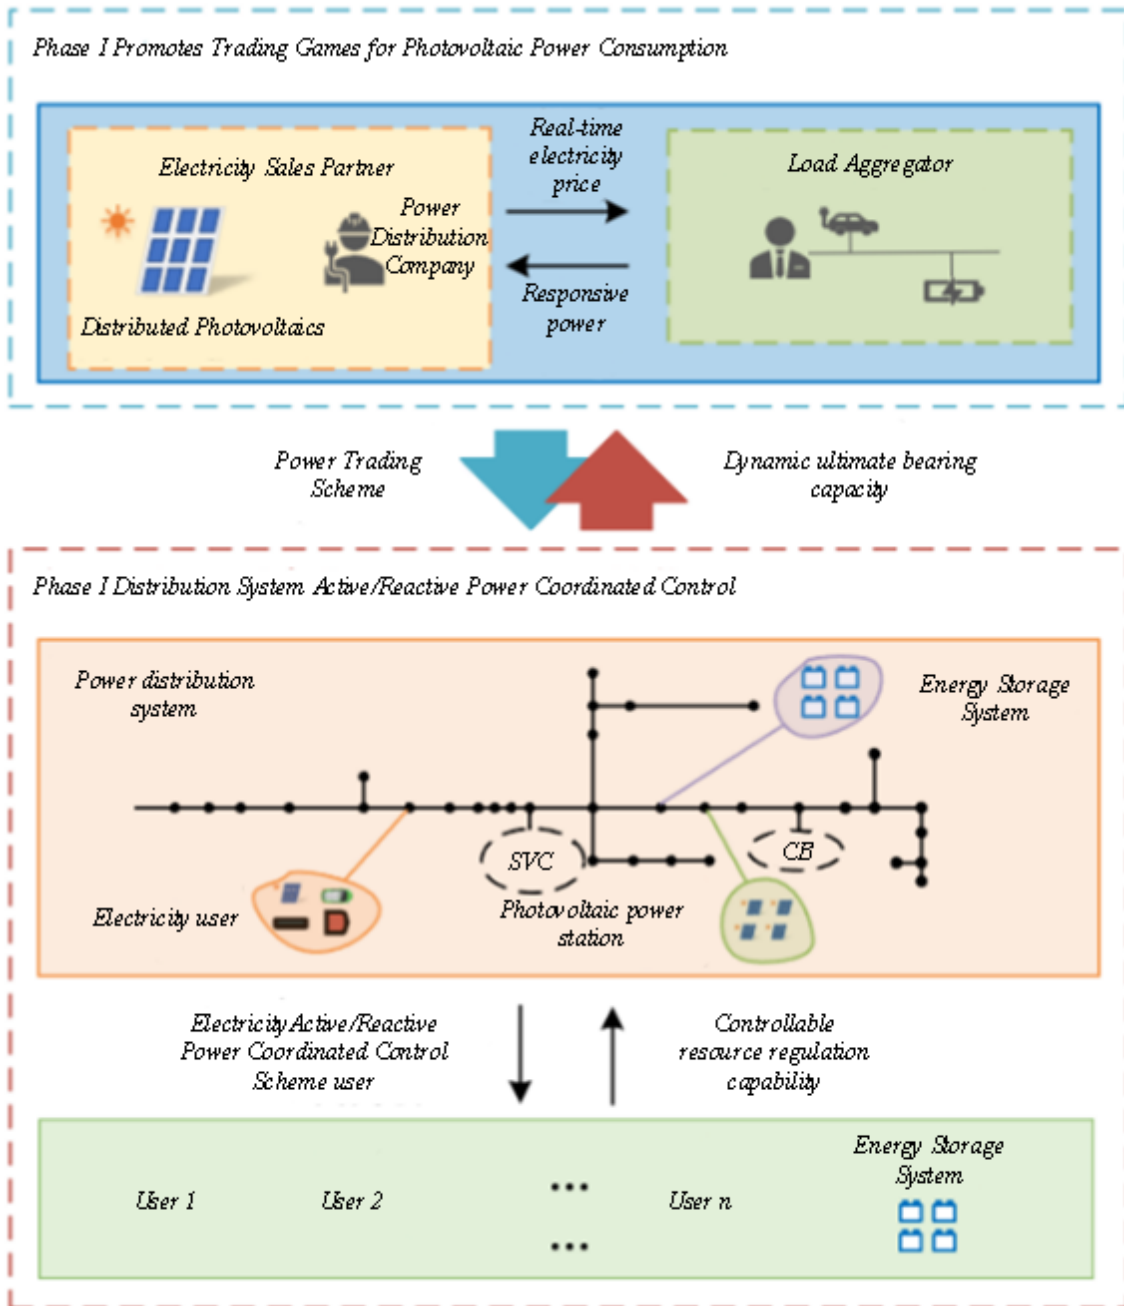 Phase I Promotes Trading Games for Photovoltaic Power Consumption
Electricity Sales Partner
Power
Distribution
Company
Distributed Photovoltaics
Real-time
electricity
price
Responsive
power
Load Aggregator
Power Trading
Scheme
Dynamic ultimate bearing
capacity
Phase I Distribution System Active/Reactive Power Coordinated Control
Power distribution
system
Energy Storage
System
SVC
CB
Electricity user
Photovoltaic power
station
Electricity Active/Reactive
Power Coordinated Control
Scheme user
Controllable
resource regulation
capability
User 1
User 2
...
...
User n
Energy Storage
System